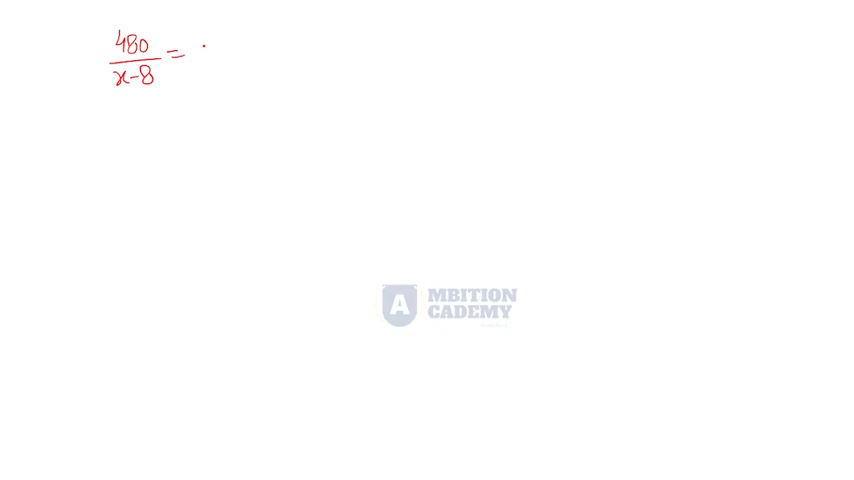 480/(x-8) =
A MBITION
CADEMY